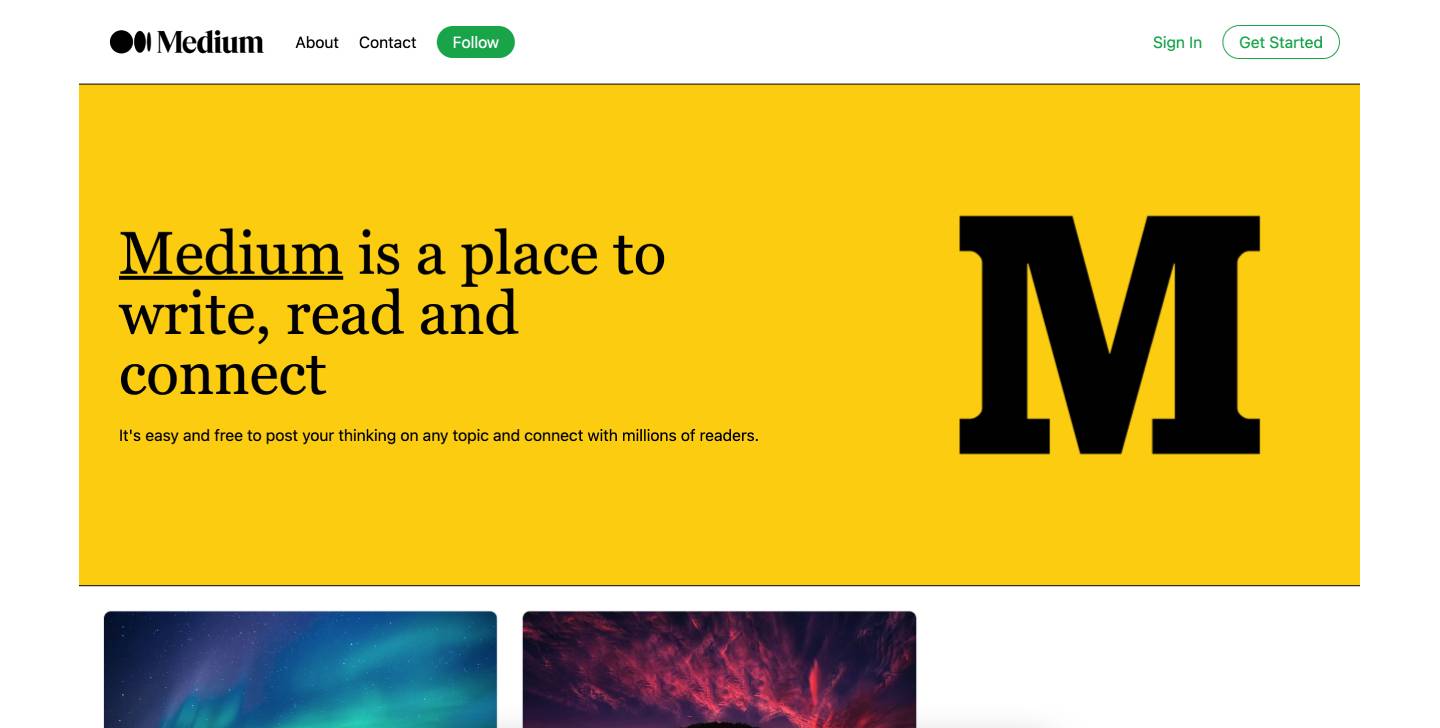 Medium
About
Contact
Follow
Sign In
Get Started
Medium is a place to
write, read and
connect
It's easy and free to post your thinking on any topic and connect with millions of readers.
M